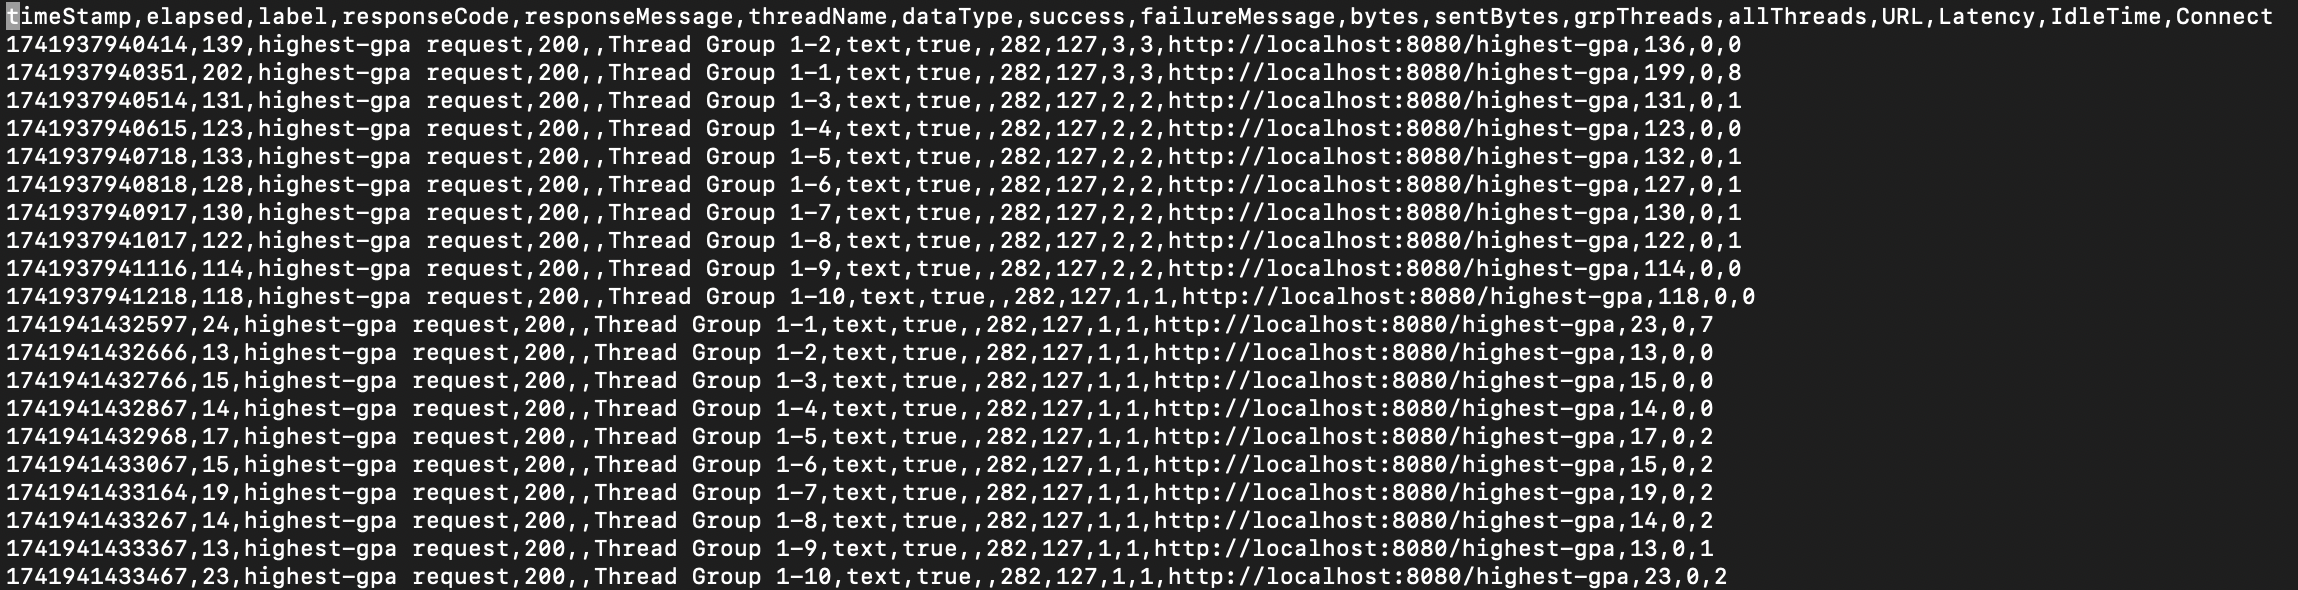 timeStamp,elapsed,label,responseCode,responseMessage,threadName,dataType,success,failureMessage,bytes,sentBytes,grpThreads,allThreads,URL,Latency,IdleTime,Connect
1741937940414,139,highest-gpa request,200,,Thread Group 1-2,text,true,,282,127,3,3,http://localhost:8080/highest-gpa,136,0,0
1741937940351,202,highest-gpa request,200,,Thread Group 1-1,text,true,,282,127,3,3,http://localhost:8080/highest-gpa,199,0,8
1741937940514,131,highest-gpa request,200,,Thread Group 1-3,text,true,,282,127,2,2,http://localhost:8080/highest-gpa,131,0,1
1741937940615,123,highest-gpa request,200,,Thread Group 1-4,text,true,,282,127,2,2,http://localhost:8080/highest-gpa,123,0,0
1741937940718,133,highest-gpa request,200,,Thread Group 1-5,text,true,,282,127,2,2,http://localhost:8080/highest-gpa,132,0,1
1741937940818,128,highest-gpa request,200,,Thread Group 1-6,text,true,,282,127,2,2,http://localhost:8080/highest-gpa,127,0,1
1741937940917,130,highest-gpa request,200,,Thread Group 1-7,text,true,,282,127,2,2,http://localhost:8080/highest-gpa,130,0,1
1741937941017,122,highest-gpa request,200,,Thread Group 1-8,text,true,,282,127,2,2,http://localhost:8080/highest-gpa,122,0,1
1741937941116,114,highest-gpa request,200,,Thread Group 1-9,text,true,,282,127,2,2,http://localhost:8080/highest-gpa,114,0,0
1741937941218,118,highest-gpa request,200,,Thread Group 1-10,text,true,,282,127,1,1,http://localhost:8080/highest-gpa,118,0,0
1741941432597,24,highest-gpa request,200,,Thread Group 1-1,text,true,,282,127,1,1,http://localhost:8080/highest-gpa,23,0,7
1741941432666,13,highest-gpa request,200,,Thread Group 1-2,text,true,,282,127,1,1,http://localhost:8080/highest-gpa,13,0,0
1741941432766,15,highest-gpa request,200,,Thread Group 1-3,text,true,,282,127,1,1,http://localhost:8080/highest-gpa,15,0,0
1741941432867,14,highest-gpa request,200,,Thread Group 1-4,text,true,,282,127,1,1,http://localhost:8080/highest-gpa,14,0,0
1741941432968,17,highest-gpa request,200,,Thread Group 1-5,text,true,,282,127,1,1,http://localhost:8080/highest-gpa,17,0,2
1741941433067,15,highest-gpa request,200,,Thread Group 1-6,text,true,,282,127,1,1,http://localhost:8080/highest-gpa,15,0,2
1741941433164,19,highest-gpa request,200,,Thread Group 1-7,text,true,,282,127,1,1,http://localhost:8080/highest-gpa,19,0,2
1741941433267,14,highest-gpa request,200,,Thread Group 1-8,text,true,,282,127,1,1,http://localhost:8080/highest-gpa,14,0,2
1741941433367,13,highest-gpa request,200,,Thread Group 1-9,text,true,,282,127,1,1,http://localhost:8080/highest-gpa,13,0,1
1741941433467,23,highest-gpa request,200,,Thread Group 1-10,text,true,,282,127,1,1,http://localhost:8080/highest-gpa,23,0,2